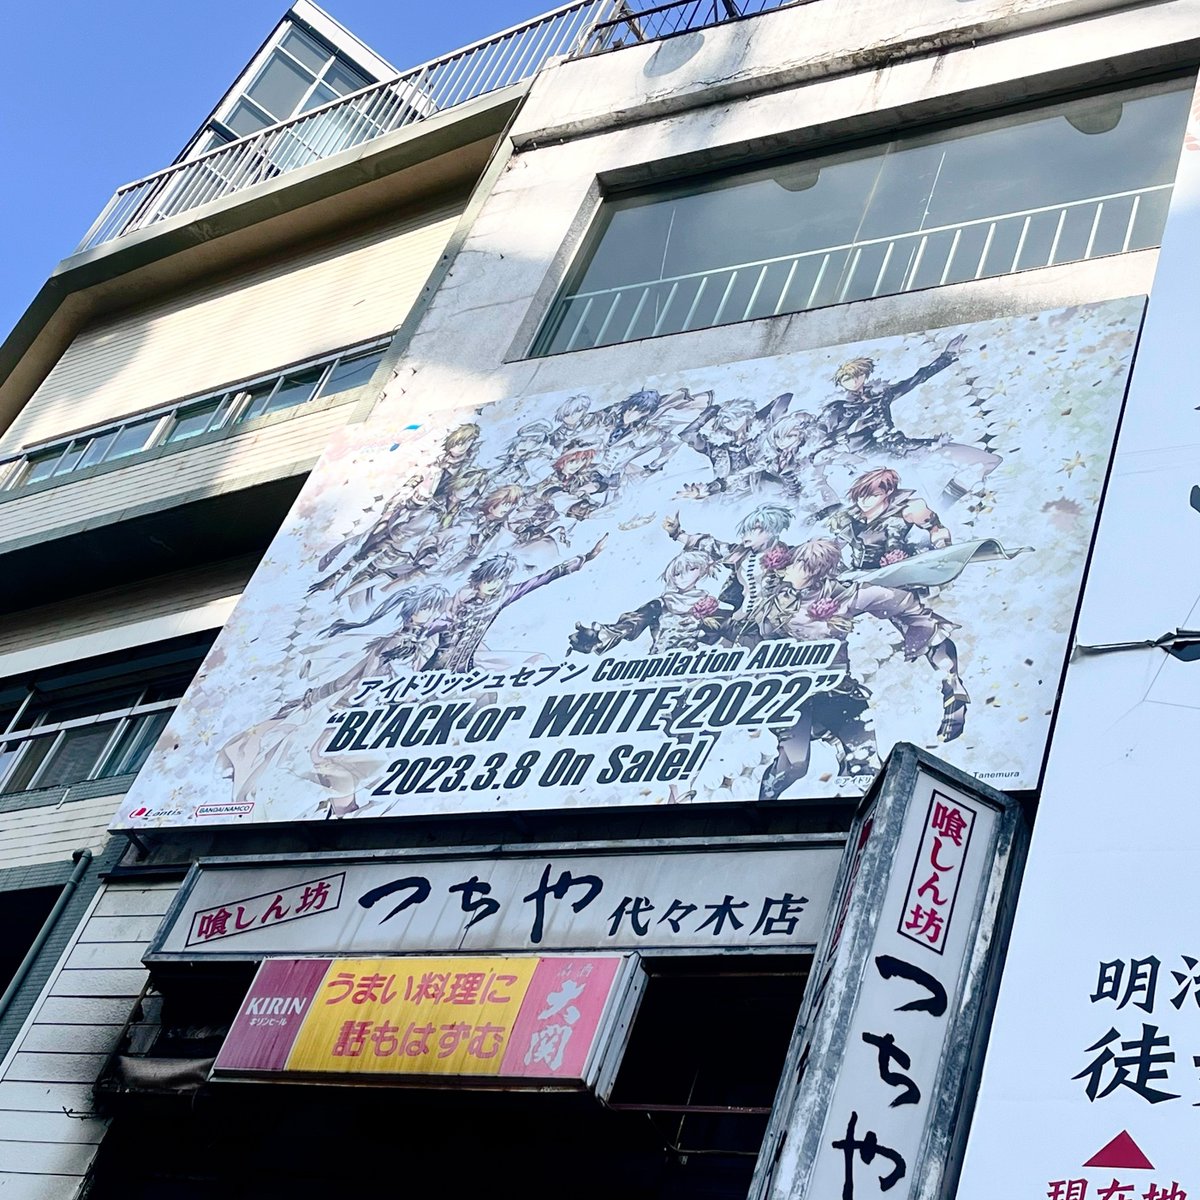 アイドリッシュセブン Compilation Album
“BLACK or WHITE 2022”
2023.3.8 On Sale!
Lantis
BANDAI NAMCO
Tanemura
喰しん坊 つちや 代々木店
KIRIN
キリンビール
うまい料理に
話もはずむ
大関
喰しん坊
つちや
明治
徒
現在地